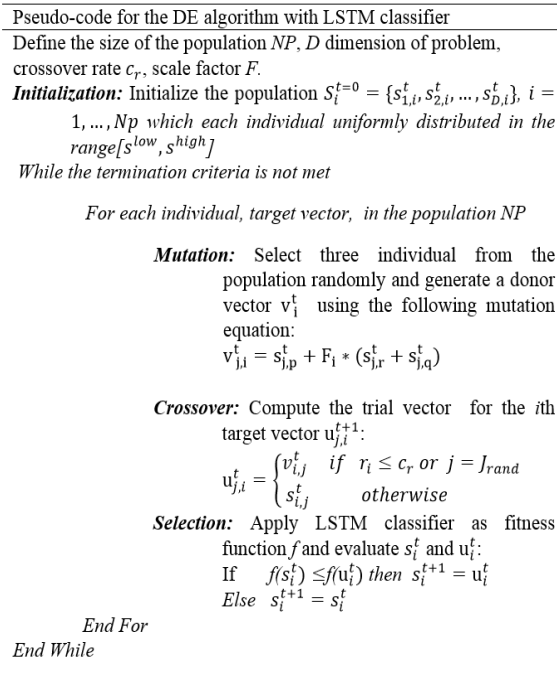 Pseudo-code for the DE algorithm with LSTM classifier
Define the size of the population NP, D dimension of problem,
crossover rate c_r, scale factor F.
Initialization: Initialize the population S_i^{t=0} = {s_{1,i}^t, s_{2,i}^t, ..., s_{D,i}^t}, i =
1, ..., Np which each individual uniformly distributed in the
range[s^{low}, s^{high}]
While the termination criteria is not met
For each individual, target vector, in the population NP
Mutation: Select three individual from the
population randomly and generate a donor
vector v_i^t using the following mutation
equation:
v_{j,i}^t = s_{j,p}^t + F_i * (s_{j,r}^t + s_{j,q}^t)
Crossover: Compute the trial vector for the ith
target vector u_{j,i}^{t+1}:
u_{j,i}^t = { v_{i,j}^t if r_i ≤ c_r or j = J_{rand}
s_{i,j}^t otherwise
Selection: Apply LSTM classifier as fitness
function f and evaluate s_i^t and u_i^t:
If f(s_i^t) ≤f(u_i^t) then s_i^{t+1} = u_i^t
Else s_i^{t+1} = s_i^t
End For
End While